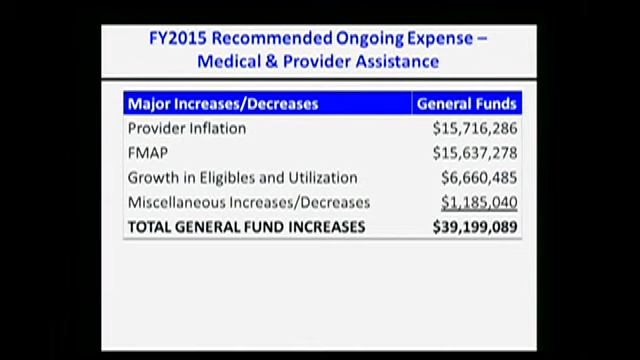 FY2015 Recommended Ongoing Expense –
Medical & Provider Assistance
Major Increases/Decreases General Funds
Provider Inflation $15,716,286
FMAP $15,637,278
Growth in Eligibles and Utilization $6,660,485
Miscellaneous Increases/Decreases $1,185,040
TOTAL GENERAL FUND INCREASES $39,199,089